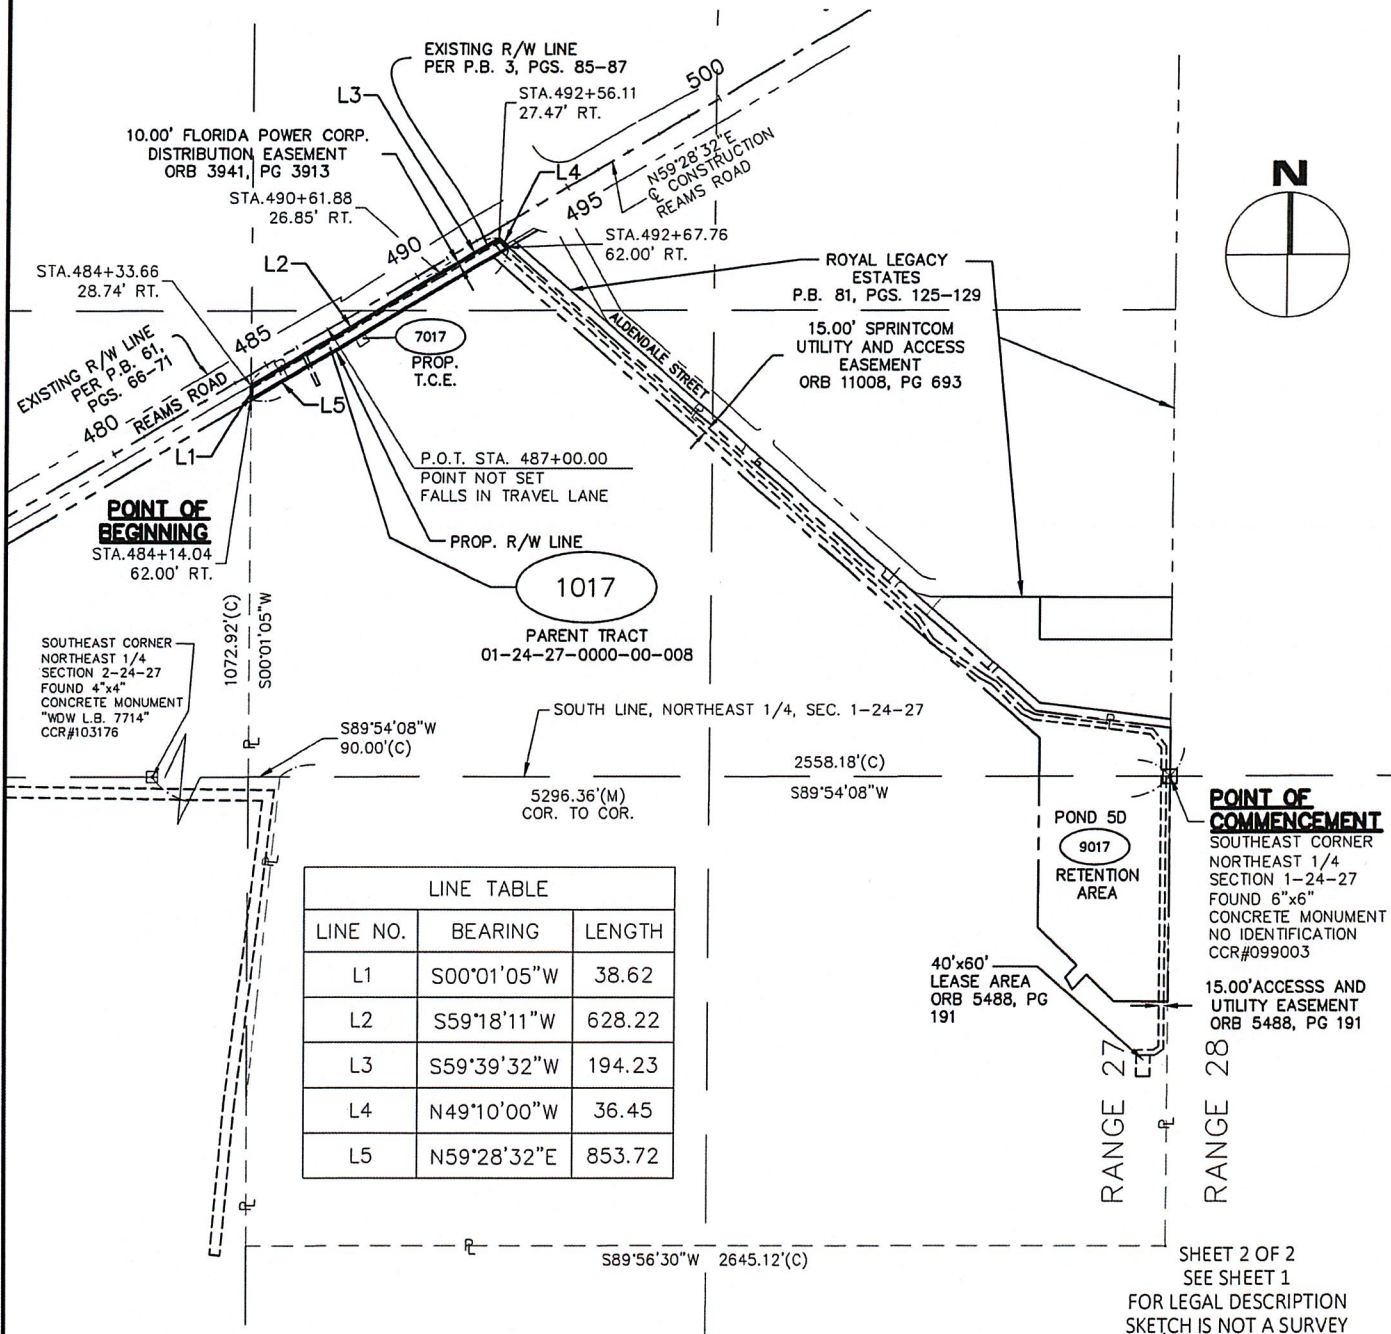 EXISTING R/W LINE
PER P.B. 3, PGS. 85-87
500
L3
STA.492+56.11
27.47' RT.
10.00' FLORIDA POWER CORP.
DISTRIBUTION EASEMENT
ORB 3941, PG 3913
N59°28'32"E
℄ CONSTRUCTION
REAMS ROAD
N
L4
STA.490+61.88
26.85' RT.
495
490
STA.492+67.76
62.00' RT.
L2
STA.484+33.66
28.74' RT.
ROYAL LEGACY
ESTATES
P.B. 81, PGS. 125-129
485
7017
PROP.
T.C.E.
ALDENDALE STREET
15.00' SPRINTCOM
UTILITY AND ACCESS
EASEMENT
ORB 11008, PG 693
EXISTING R/W LINE
PER P.B. 61,
PGS. 66-71
480
REAMS ROAD
L5
L1
P.O.T. STA. 487+00.00
POINT NOT SET
FALLS IN TRAVEL LANE
POINT OF
BEGINNING
STA.484+14.04
62.00' RT.
PROP. R/W LINE
1017
PARENT TRACT
01-24-27-0000-00-008
1072.92'(C)
S00°01'05"W
SOUTHEAST CORNER
NORTHEAST 1/4
SECTION 2-24-27
FOUND 4"x4"
CONCRETE MONUMENT
"WDW L.B. 7714"
CCR#103176
S89°54'08"W
90.00'(C)
SOUTH LINE, NORTHEAST 1/4, SEC. 1-24-27
2558.18'(C)
S89°54'08"W
5296.36'(M)
COR. TO COR.
POINT OF
COMMENCEMENT
SOUTHEAST CORNER
NORTHEAST 1/4
SECTION 1-24-27
FOUND 6"x6"
CONCRETE MONUMENT
NO IDENTIFICATION
CCR#099003
POND 5D
9017
RETENTION
AREA
LINE TABLE
LINE NO. BEARING LENGTH
L1 S00°01'05"W 38.62
L2 S59°18'11"W 628.22
L3 S59°39'32"W 194.23
L4 N49°10'00"W 36.45
L5 N59°28'32"E 853.72
40'x60'
LEASE AREA
ORB 5488, PG
191
15.00'ACCESSS AND
UTILITY EASEMENT
ORB 5488, PG 191
RANGE 27
RANGE 28
S89°56'30"W 2645.12'(C)
SHEET 2 OF 2
SEE SHEET 1
FOR LEGAL DESCRIPTION
SKETCH IS NOT A SURVEY